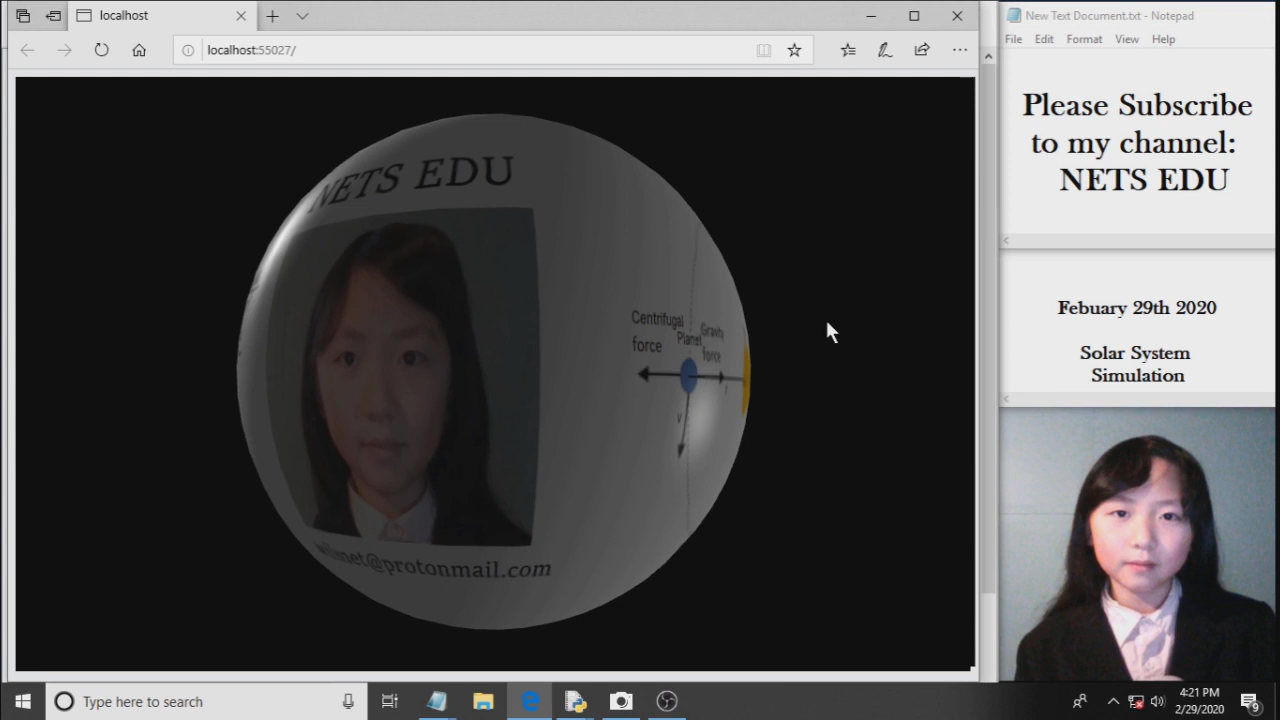 localhost
localhost:55027/
NETS EDU
Centrifugal
force
Planet
Gravity
force
r
V
@protonmail.com
New Text Document.txt - Notepad
File Edit Format View Help
Please Subscribe
to my channel:
NETS EDU
Febuary 29th 2020
Solar System
Simulation
Type here to search
4:21 PM
2/29/2020
9